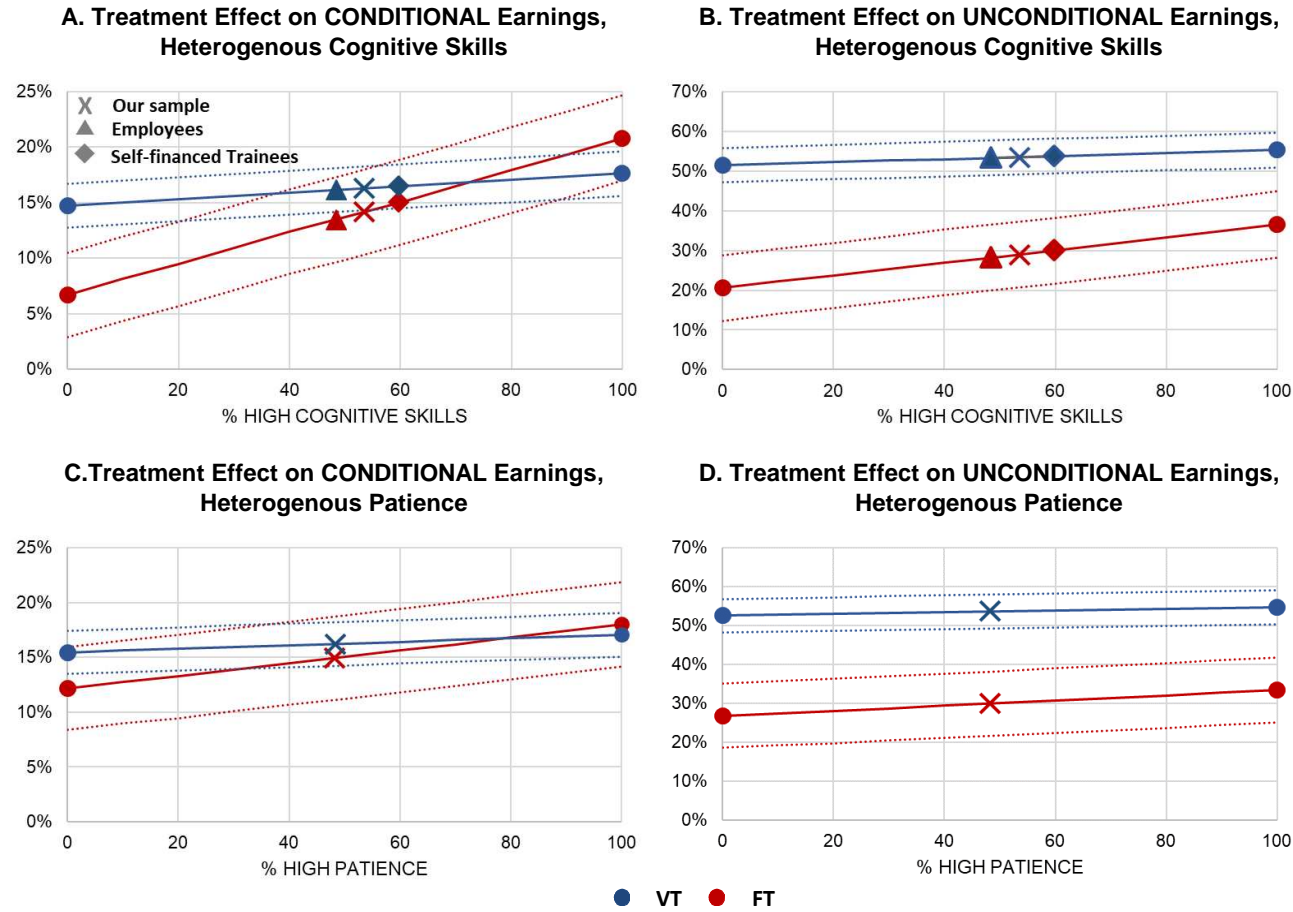 A. Treatment Effect on CONDITIONAL Earnings,
Heterogenous Cognitive Skills
25%
20%
15%
10%
5%
0%
Our sample
Employees
Self-financed Trainees
0 20 40 60 80 100
% HIGH COGNITIVE SKILLS
B. Treatment Effect on UNCONDITIONAL Earnings,
Heterogenous Cognitive Skills
70%
60%
50%
40%
30%
20%
10%
0%
0 20 40 60 80 100
% HIGH COGNITIVE SKILLS
C.Treatment Effect on CONDITIONAL Earnings,
Heterogenous Patience
25%
20%
15%
10%
5%
0%
0 20 40 60 80 100
% HIGH PATIENCE
D. Treatment Effect on UNCONDITIONAL Earnings,
Heterogenous Patience
70%
60%
50%
40%
30%
20%
10%
0%
0 20 40 60 80 100
% HIGH PATIENCE
VT FT